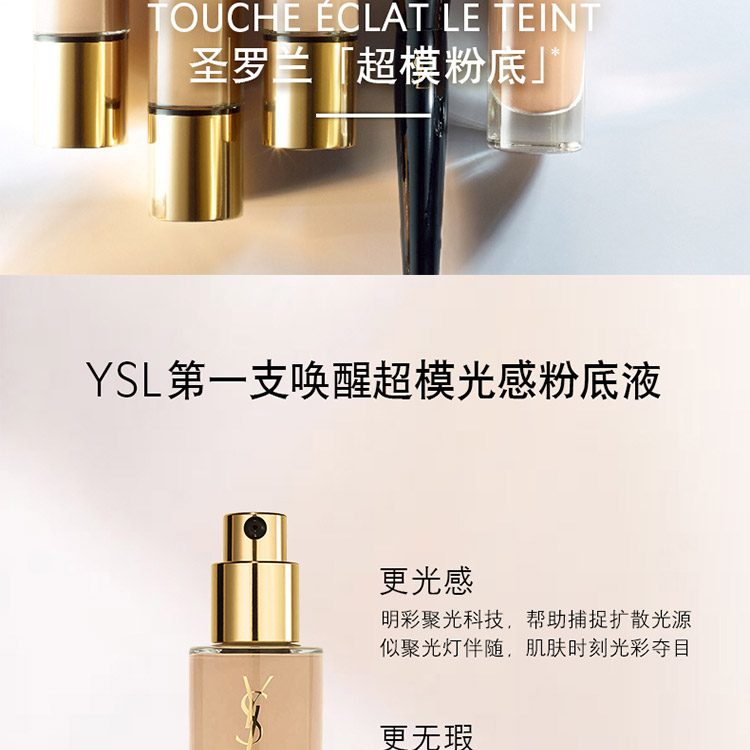 TOUCHE ÉCLAT LE TEINT
圣罗兰「超模粉底」*
YSL第一支唤醒超模光感粉底液
更光感
明彩聚光科技，帮助捕捉扩散光源
似聚光灯伴随，肌肤时刻光彩夺目
YSL
更无瑕